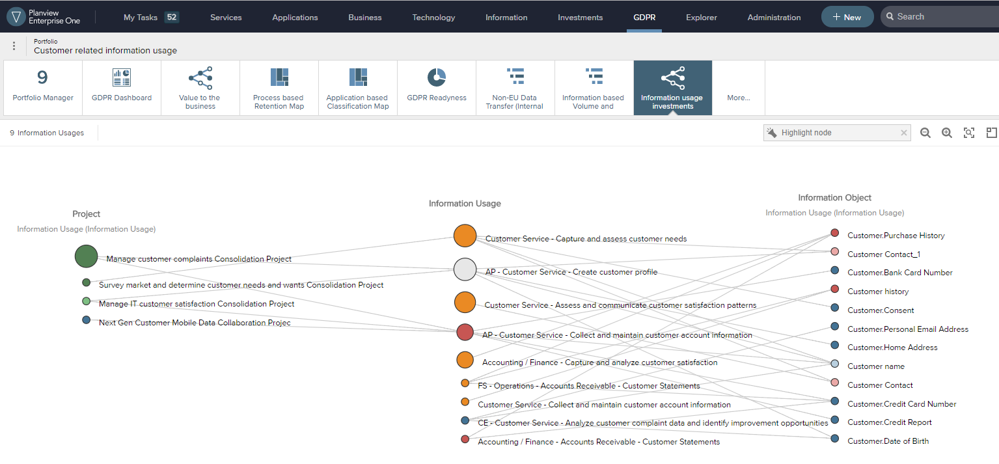 Planview
Enterprise One
My Tasks 52
Services
Applications
Business
Technology
Information
Investments
GDPR
Explorer
Administration
+ New
Search
Portfolio
Customer related information usage
9
Portfolio Manager
GDPR Dashboard
Value to the
business
Process based
Retention Map
Application based
Classification Map
GDPR Readyness
Non-EU Data
Transfer (Internal
Information based
Volume and
Information usage
investments
More...
9 Information Usages
Highlight node
Project
Information Usage (Information Usage)
Manage customer complaints Consolidation Project
Survey market and determine customer needs and wants Consolidation Project
Manage IT customer satisfaction Consolidation Project
Next Gen Customer Mobile Data Collaboration Projec
Information Usage
Customer Service - Capture and assess customer needs
AP - Customer Service - Create customer profile
Customer Service - Assess and communicate customer satisfaction patterns
AP - Customer Service - Collect and maintain customer account information
Accounting / Finance - Capture and analyze customer satisfaction
FS - Operations - Accounts Receivable - Customer Statements
Customer Service - Collect and maintain customer account information
CE - Customer Service - Analyze customer complaint data and identify improvement opportunities
Accounting / Finance - Accounts Receivable - Customer Statements
Information Object
Information Usage (Information Usage)
Customer.Purchase History
Customer Contact_1
Customer.Bank Card Number
Customer history
Customer.Consent
Customer.Personal Email Address
Customer.Home Address
Customer name
Customer Contact
Customer.Credit Card Number
Customer.Credit Report
Customer.Date of Birth